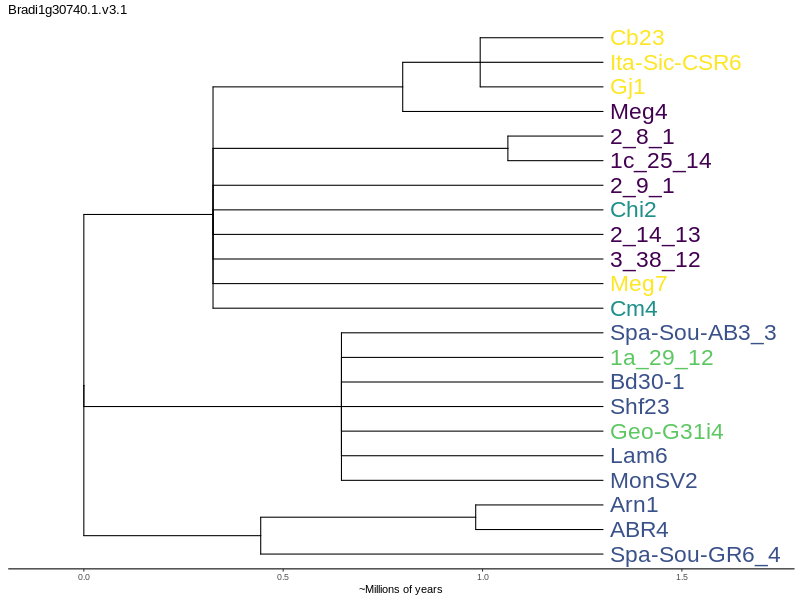 Bradi1g30740.1.v3.1
Cb23
Ita-Sic-CSR6
Gj1
Meg4
2_8_1
1c_25_14
2_9_1
Chi2
2_14_13
3_38_12
Meg7
Cm4
Spa-Sou-AB3_3
1a_29_12
Bd30-1
Shf23
Geo-G31i4
Lam6
MonSV2
Arn1
ABR4
Spa-Sou-GR6_4
0.0 0.5 1.0 1.5
~Millions of years